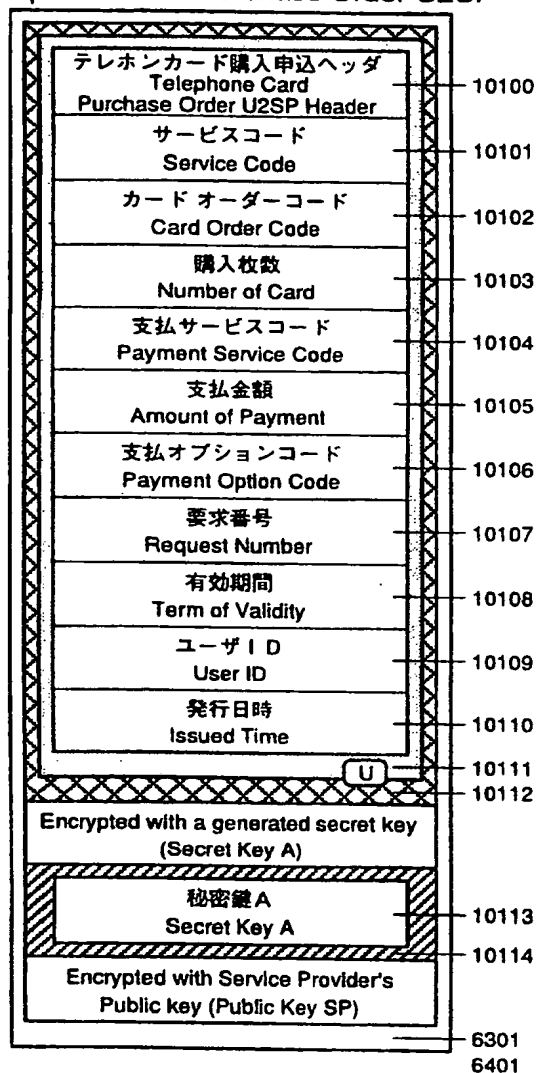 テレホンカード購入申込ヘッダ
Telephone Card
Purchase Order U2SP Header
10100
サービスコード
Service Code
10101
カード オーダーコード
Card Order Code
10102
購入枚数
Number of Card
10103
支払サービスコード
Payment Service Code
10104
支払金額
Amount of Payment
10105
支払オプションコード
Payment Option Code
10106
要求番号
Request Number
10107
有効期間
Term of Validity
10108
ユーザID
User ID
10109
発行日時
Issued Time
10110
U
10111
10112
Encrypted with a generated secret key
(Secret Key A)
秘密鍵A
Secret Key A
10113
10114
Encrypted with Service Provider's
Public key (Public Key SP)
6301
6401